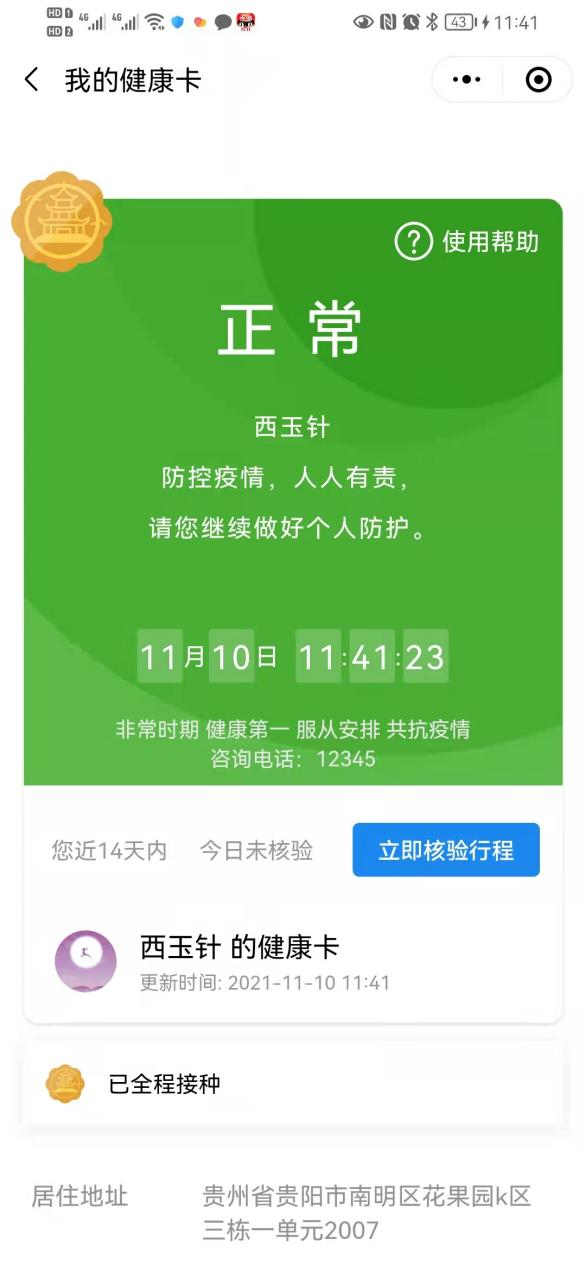 HD 1 4G 4G 43 11:41
HD 2
我的健康卡
使用帮助
正常
西玉针
防控疫情，人人有责，
请您继续做好个人防护。
11月10日 11:41:23
非常时期 健康第一 服从安排 共抗疫情
咨询电话：12345
您近14天内 今日未核验 立即核验行程
西玉针 的健康卡
更新时间: 2021-11-10 11:41
已全程接种
居住地址 贵州省贵阳市南明区花果园k区
三栋一单元2007